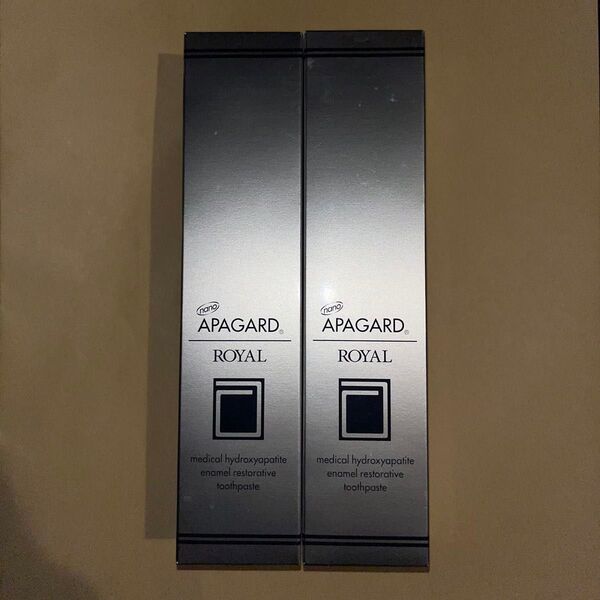 nano
APAGARD®
ROYAL
medical hydroxyapatite
enamel restorative
toothpaste
nano
APAGARD®
ROYAL
medical hydroxyapatite
enamel restorative
toothpaste